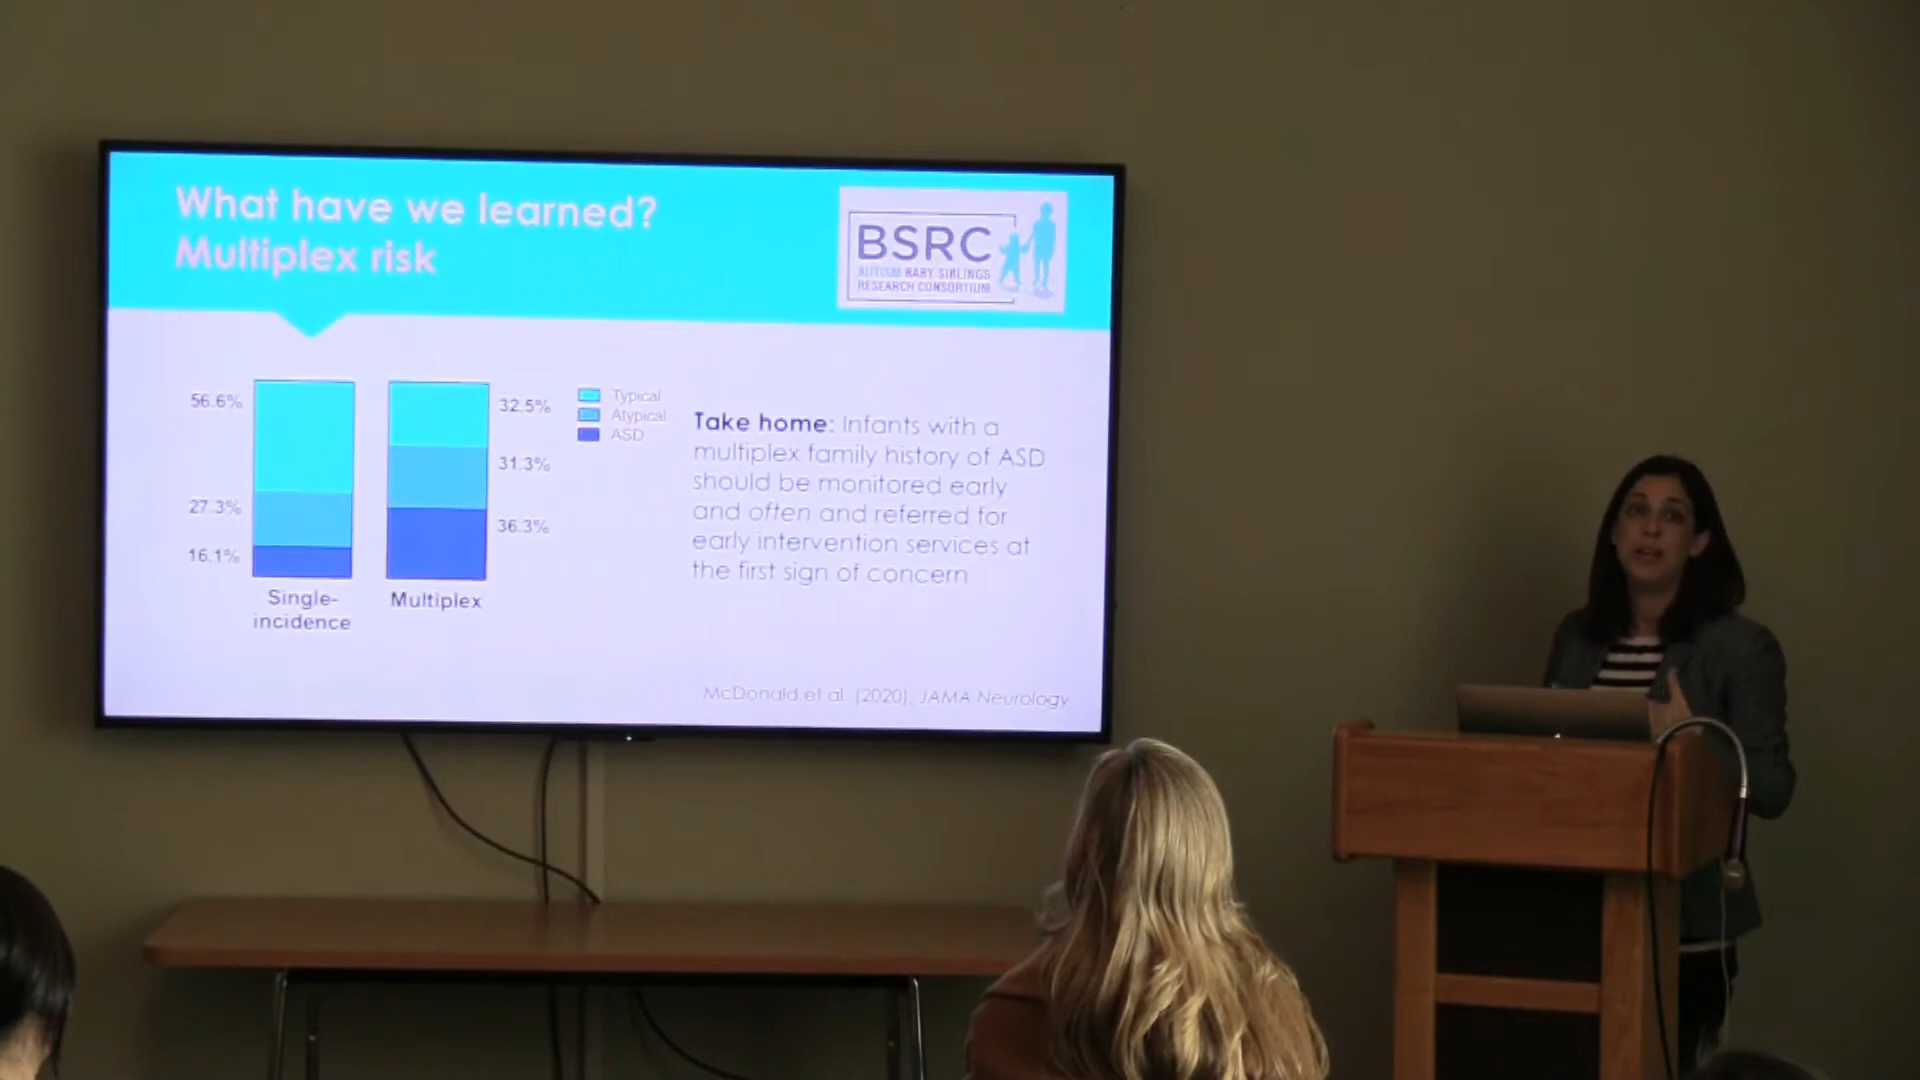 What have we learned?
Multiplex risk
BSRC
AUTISM BABY SIBLINGS
RESEARCH CONSORTIUM
56.6%
27.3%
16.1%
32.5%
31.3%
36.3%
Single-
incidence
Multiplex
Typical
Atypical
ASD
Take home: Infants with a
multiplex family history of ASD
should be monitored early
and often and referred for
early intervention services at
the first sign of concern
McDonald et al. (2020), JAMA Neurology